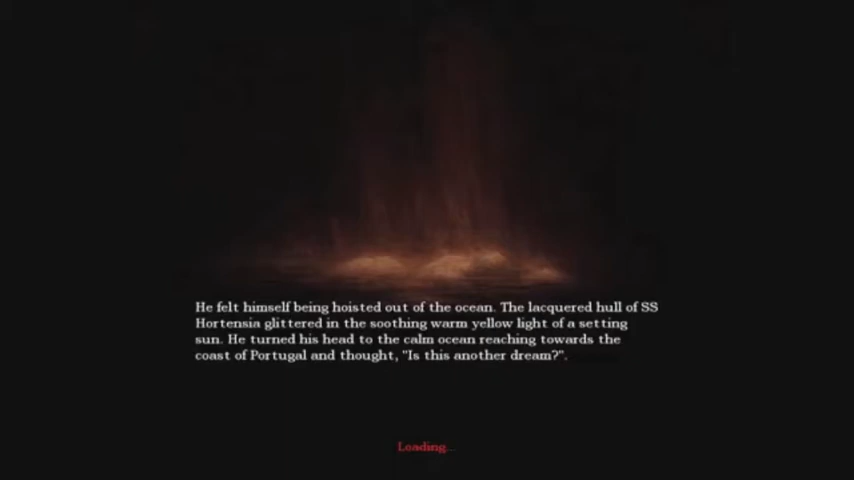 He felt himself being hoisted out of the ocean. The lacquered hull of SS
Hortensia glittered in the soothing warm yellow light of a setting
sun. He turned his head to the calm ocean reaching towards the
coast of Portugal and thought, "Is this another dream?".
Loading...